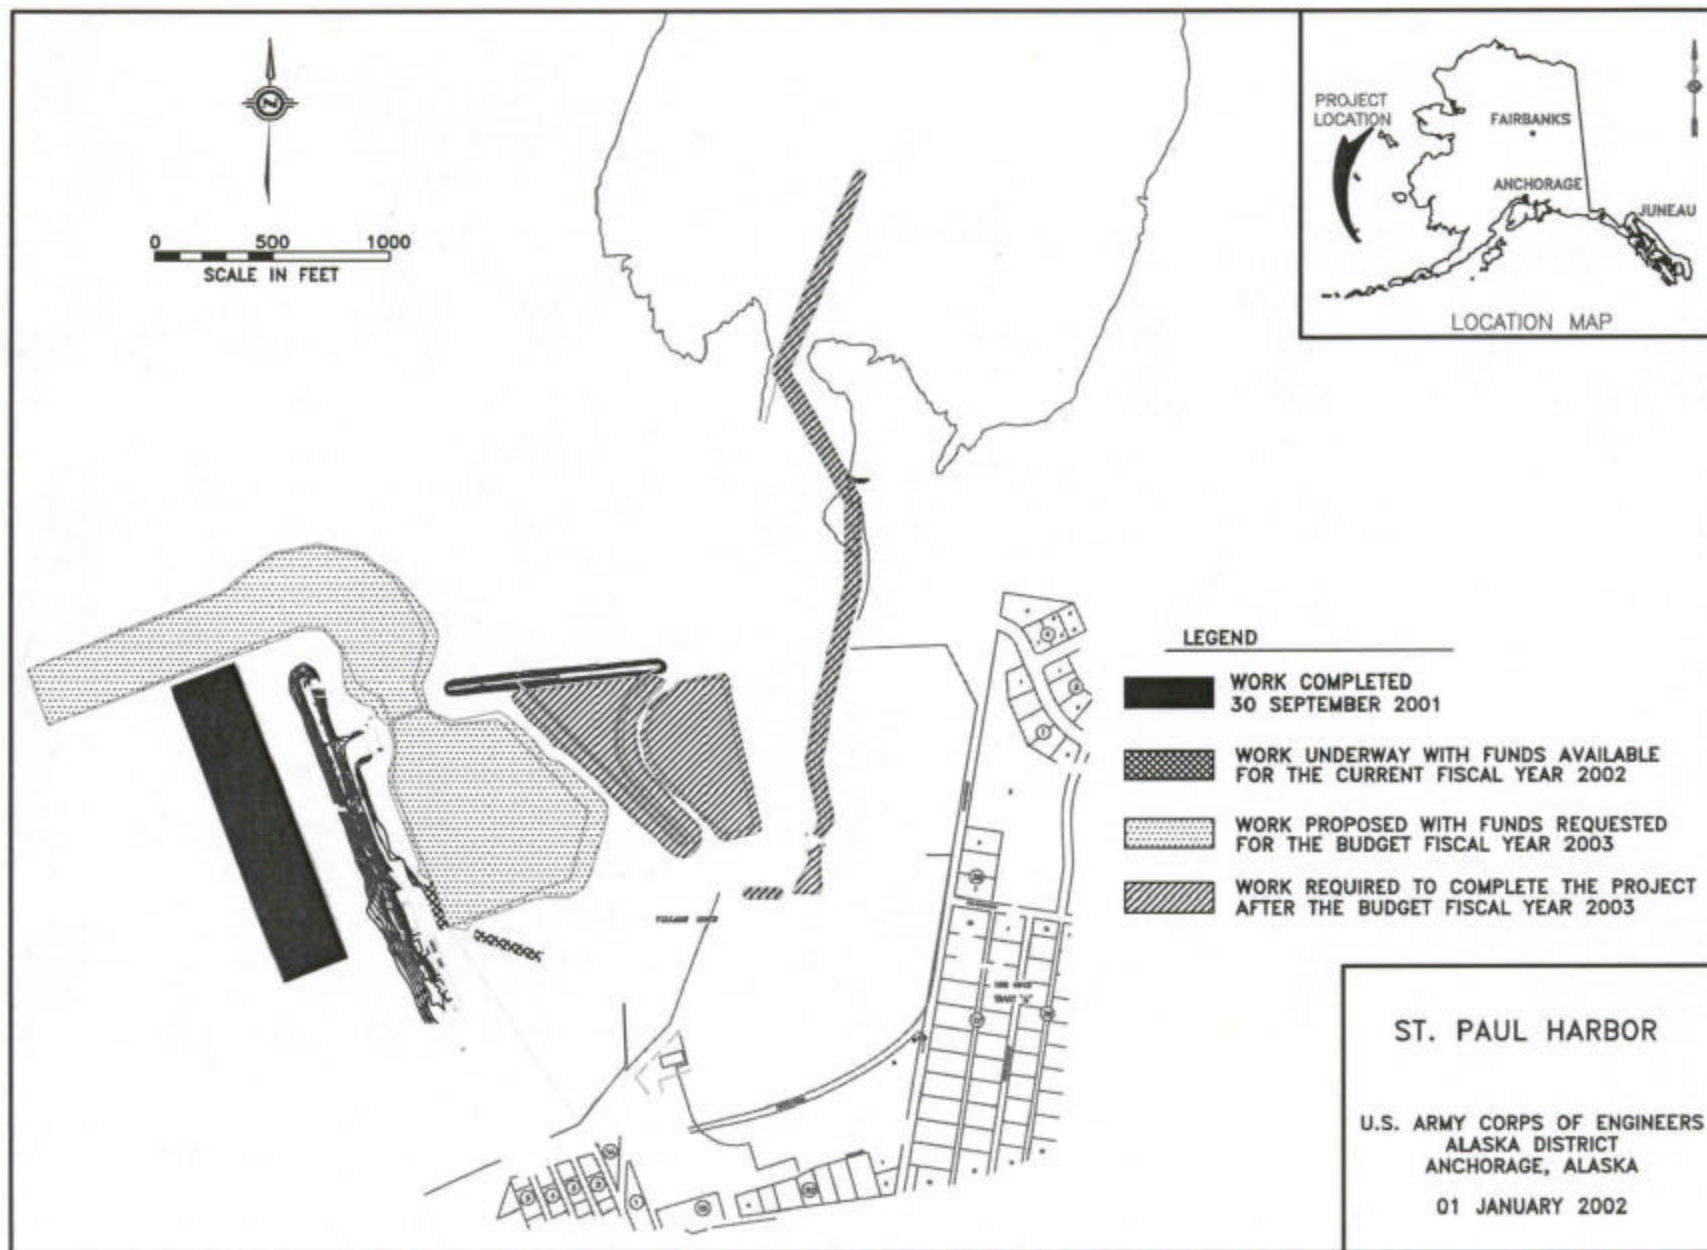 N
0 500 1000
SCALE IN FEET
PROJECT
LOCATION
FAIRBANKS
ANCHORAGE
JUNEAU
LOCATION MAP
LEGEND
WORK COMPLETED
30 SEPTEMBER 2001
WORK UNDERWAY WITH FUNDS AVAILABLE
FOR THE CURRENT FISCAL YEAR 2002
WORK PROPOSED WITH FUNDS REQUESTED
FOR THE BUDGET FISCAL YEAR 2003
WORK REQUIRED TO COMPLETE THE PROJECT
AFTER THE BUDGET FISCAL YEAR 2003
VILLAGE COVE
TRACT "A"
ST. PAUL HARBOR
U.S. ARMY CORPS OF ENGINEERS
ALASKA DISTRICT
ANCHORAGE, ALASKA
01 JANUARY 2002